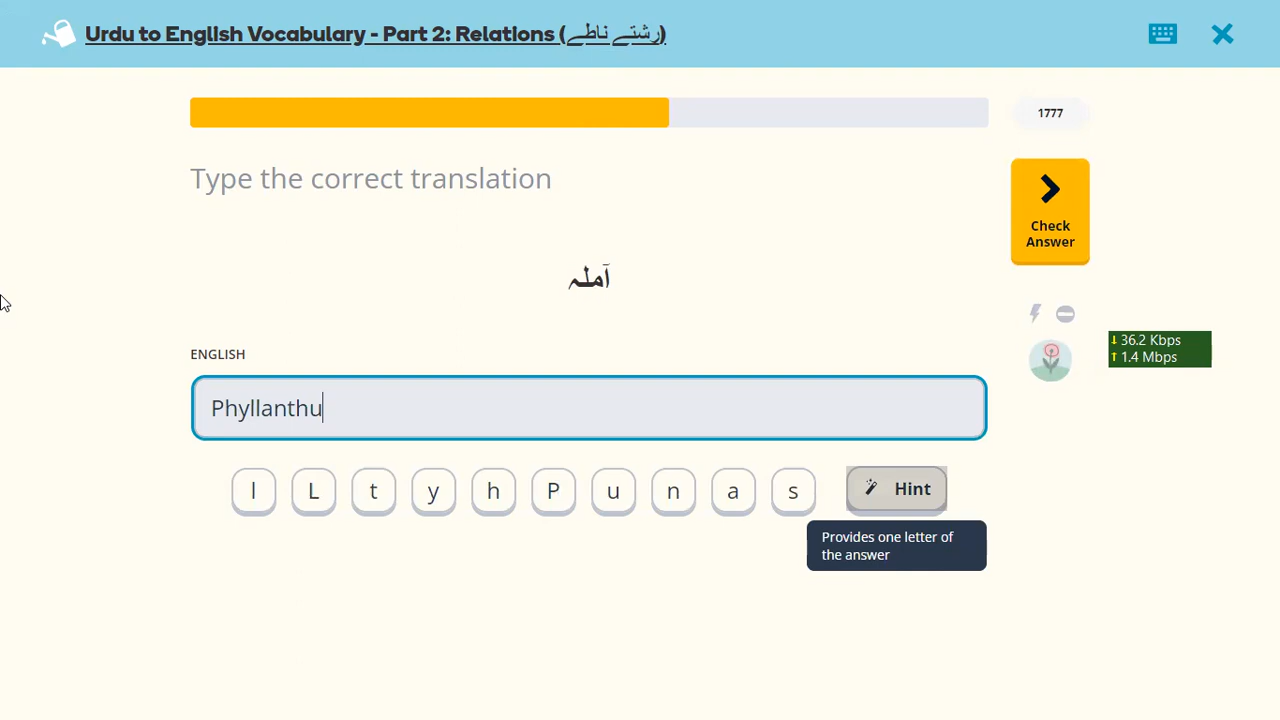 Urdu to English Vocabulary - Part 2: Relations (رشتے ناطے)
1777
Type the correct translation
Check
Answer
آملہ
36.2 Kbps
1.4 Mbps
ENGLISH
Phyllanthu
l L t y h P u n a s Hint
Provides one letter of
the answer